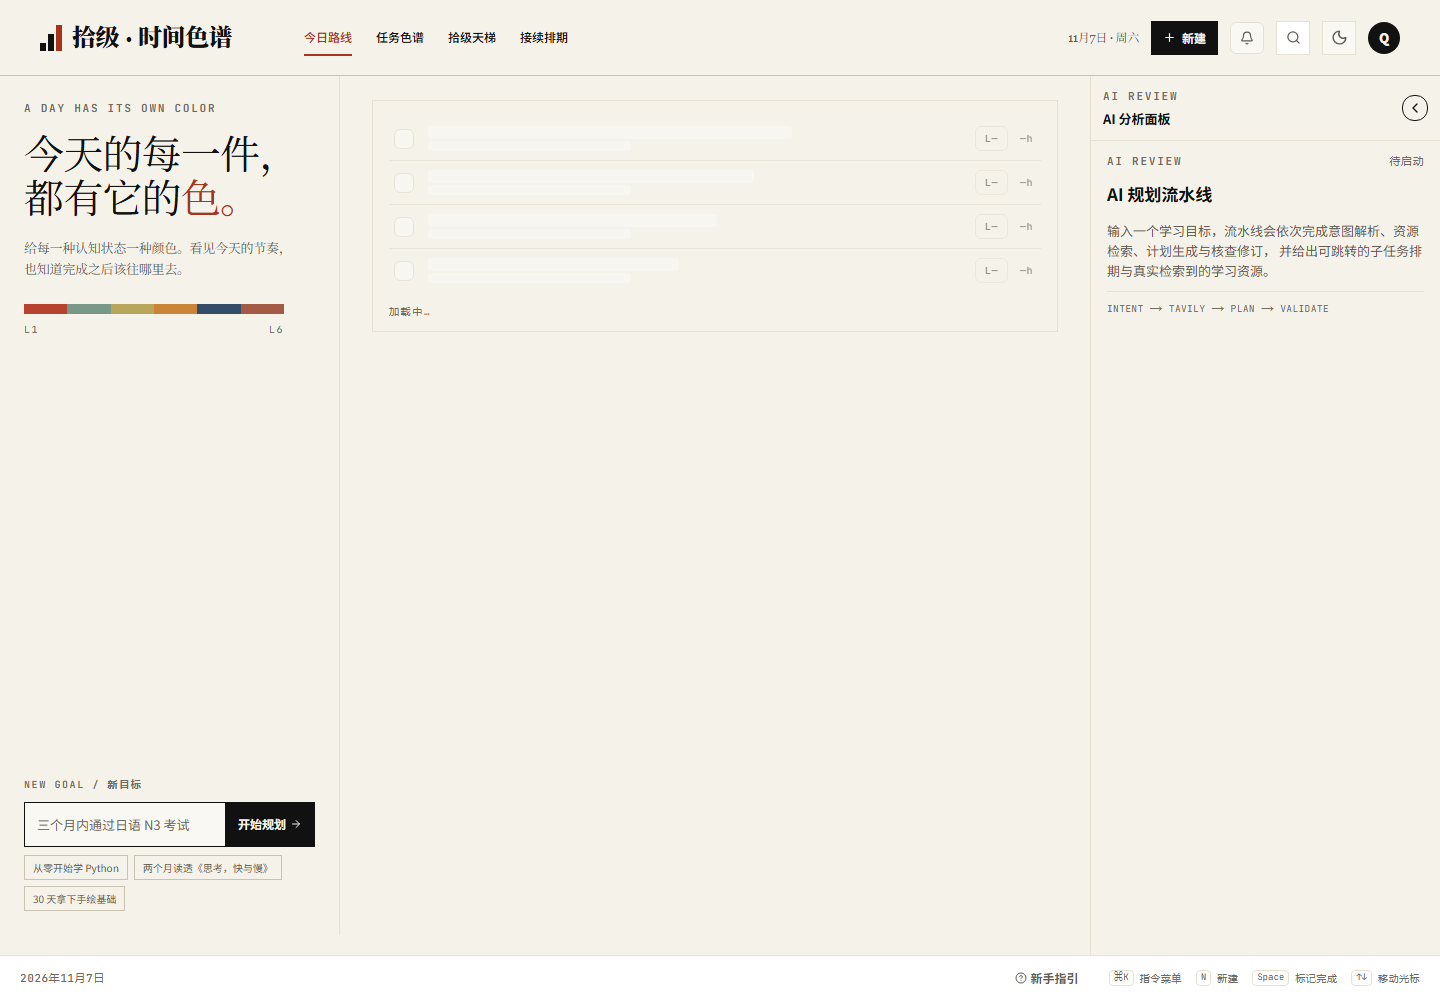 拾级·时间色谱
今日路线
任务色谱
拾级天梯
接续排期
11月7日·周六
+ 新建
Q
A DAY HAS ITS OWN COLOR
今天的每一件，
都有它的色。
给每一种认知状态一种颜色。看见今天的节奏，
也知道完成之后该往哪里去。
L1
L6
NEW GOAL / 新目标
三个月内通过日语 N3 考试
开始规划 →
从零开始学 Python
两个月读透《思考，快与慢》
30 天拿下手绘基础
L— —h
L— —h
L— —h
L— —h
加载中…
AI REVIEW
AI 分析面板
AI REVIEW
待启动
AI 规划流水线
输入一个学习目标，流水线会依次完成意图解析、资源
检索、计划生成与核查修订， 并给出可跳转的子任务排
期与真实检索到的学习资源。
INTENT → TAVILY → PLAN → VALIDATE
2026年11月7日
新手指引
⌘K 指令菜单
N 新建
Space 标记完成
↑↓ 移动光标